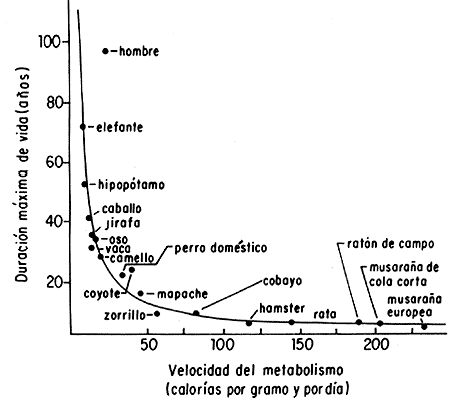 Duración máxima de vida (años)
100
80
60
40
20
hombre
elefante
hipopótamo
caballo
jirafa
oso
vaca
camello
perro doméstico
coyote
mapache
zorrillo
cobayo
hamster
rata
ratón de campo
musaraña de
cola corta
musaraña
europea
50
100
150
200
Velocidad del metabolismo
(calorías por gramo y por día)